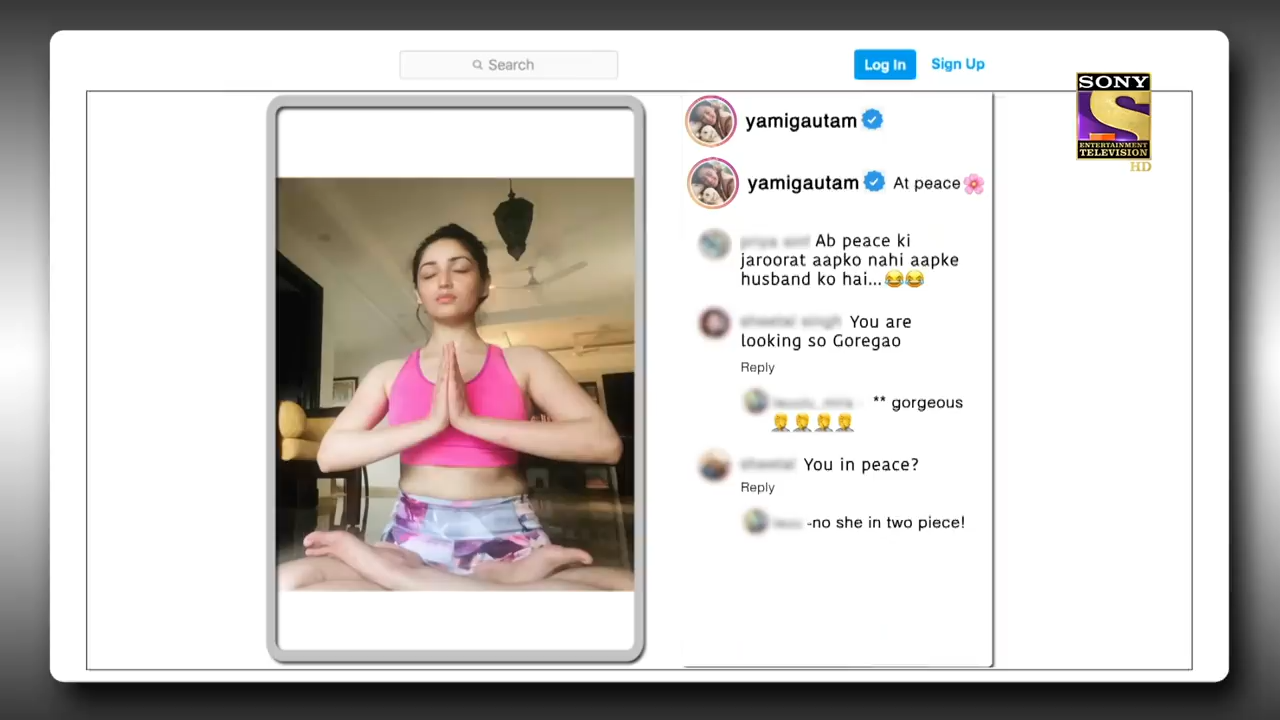 Search
Log In
Sign Up
SONY
ENTERTAINMENT
TELEVISION
HD
yamigautam
yamigautam At peace🌸
Ab peace ki
jaroorat aapko nahi aapke
husband ko hai...😂😂
You are
looking so Goregao
Reply
** gorgeous
🤦🤦🤦🤦
You in peace?
Reply
-no she in two piece!